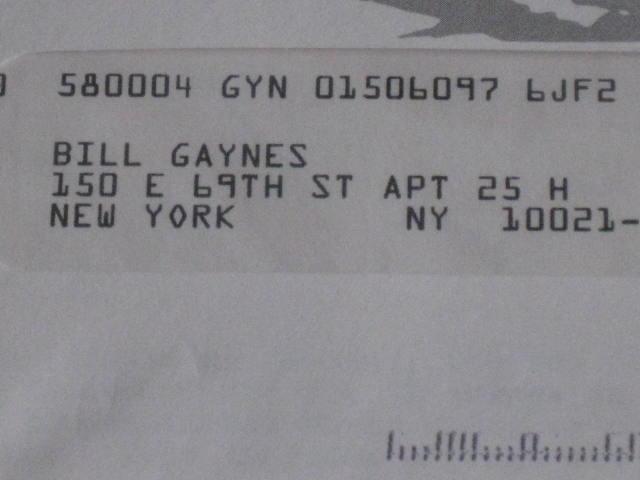 580004 GYN 01506097 6JF2
BILL GAYNES
150 E 69TH ST APT 25 H
NEW YORK NY 10021-